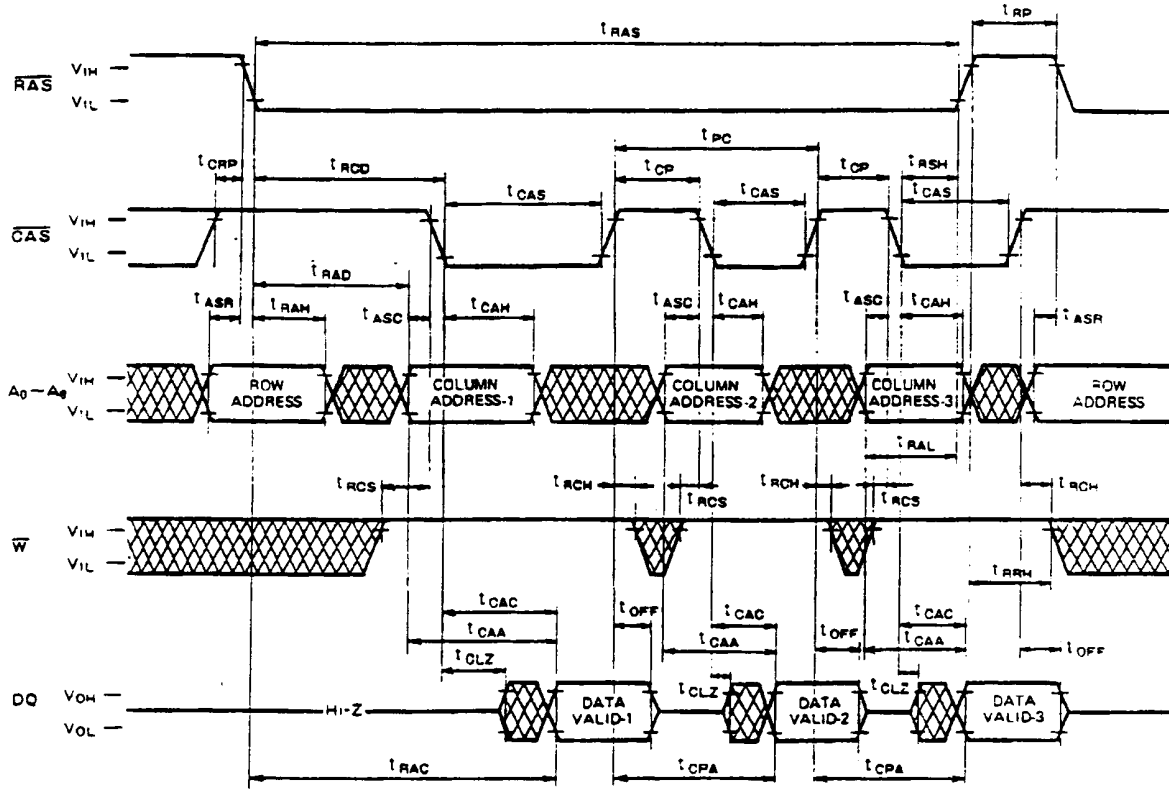 tRP
tRAS
RAS
VIH
VIL
tPC
tCRP
tRCD
tCP
tCP
tRSH
tCAS
tCAS
tCAS
CAS
VIH
VIL
tRAD
tASR
tRAH
tASC
tCAH
tASC
tCAH
tASC
tCAH
tASR
A0~A8
VIH
VIL
ROW ADDRESS
COLUMN ADDRESS-1
COLUMN ADDRESS-2
COLUMN ADDRESS-3
ROW ADDRESS
tRAL
tRCS
tRCH
tRCS
tRCH
tRCS
tRCH
W
VIH
VIL
tRRH
tCAC
tOFF
tCAC
tOFF
tCAC
tCAA
tCAA
tCAA
tOFF
tCLZ
tCLZ
tCLZ
DQ
VOH
VOL
Hi-Z
DATA VALID-1
DATA VALID-2
DATA VALID-3
tRAC
tCPA
tCPA